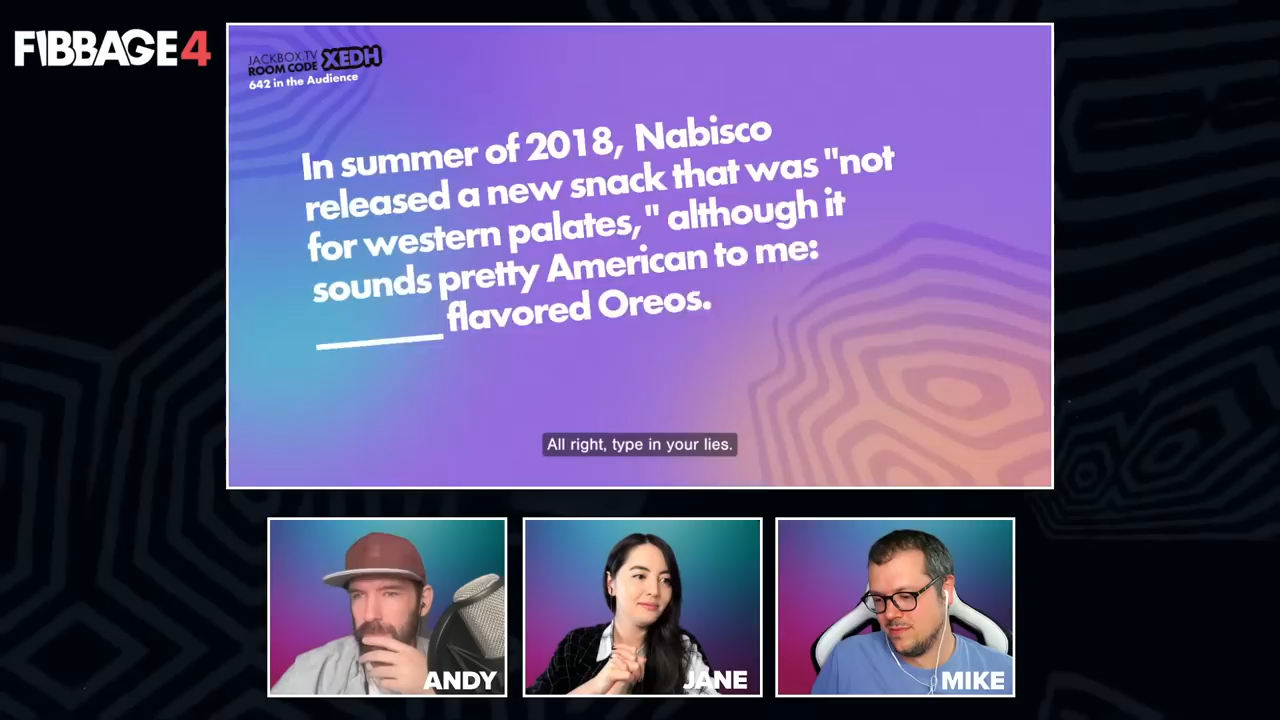 FIBBAGE 4
JACKBOX.TV
ROOM CODE XEDH
642 in the Audience
In summer of 2018, Nabisco
released a new snack that was "not
for western palates," although it
sounds pretty American to me:
_______ flavored Oreos.
All right, type in your lies.
ANDY
JANE
MIKE